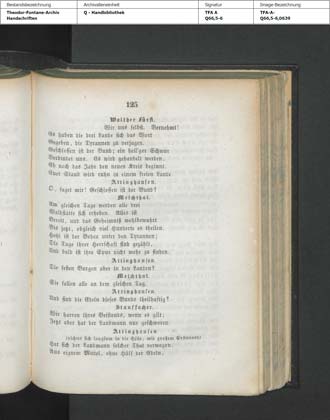 Bestandsbezeichnung
Archivalieneinheit
Signatur
Image-Bezeichnung
Theodor-Fontane-Archiv
Handschriften
Q - Handbibliothek
TFA A
Q66,5-6
TFA-A-
Q66,5-6,0639
125
Walther Fürst.
Wir uns selbst. Vernehmt!
Es haben die drei Lande sich das Wort
Gegeben, die Tyrannen zu verjagen.
Geschlossen ist der Bund; ein heilger Schwur
Verbindet uns. Es wird gehandelt werden.
Eh noch das Jahr den neuen Kreis beginnt.
Euer Staub wird ruhn in einem freien Lande.
Attinghausen.
O, saget mir! Geschlossen ist der Bund?
Melchthal.
Am gleichen Tage werden alle drei
Waldstätte sich erheben. Alles ist
Bereit, und das Geheimniß wohlbewahrt
Bis jetzt, obgleich viel Hunderte es theilen.
Hohl ist der Boden unter den Tyrannen;
Die Tage ihrer Herrschaft sind gezählt,
Und bald ist ihre Spur nicht mehr zu finden.
Attinghausen.
Die festen Burgen aber in den Landen?
Melchthal.
Sie fallen alle an dem gleichen Tag.
Attinghausen.
Und sind die Edeln dieses Bunds theilhaftig?
Stauffacher.
Wir harren ihres Beistands, wenn es gilt;
Jetzt aber hat der Landmann nur geschworen.
Attinghausen
(richtet sich langsam in die Höhe, mit großem Erstaunen)
Hat sich der Landmann solcher That verwogen,
Aus eignem Mittel, ohne Hülf der Edeln,